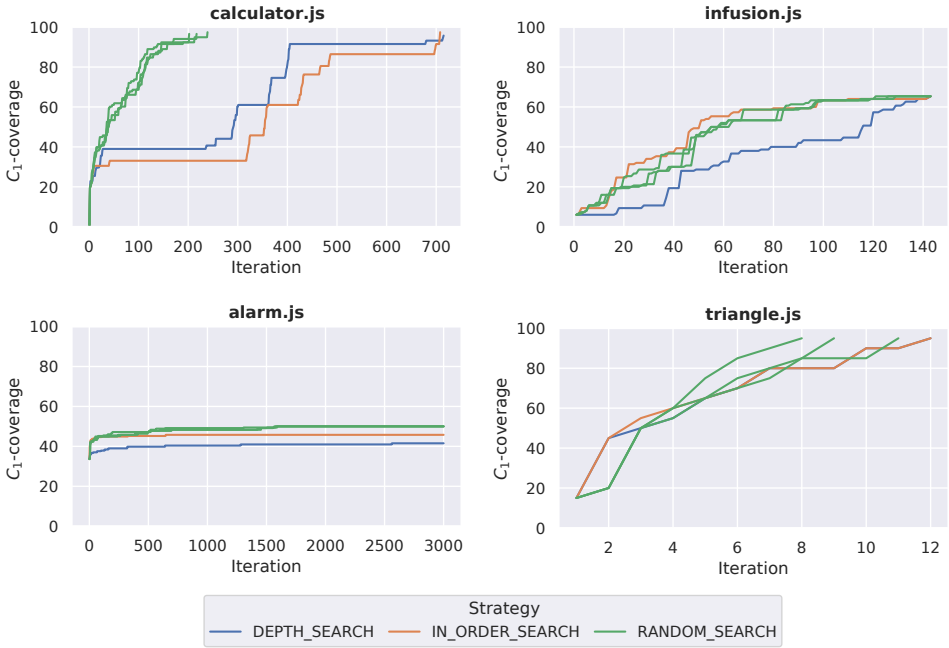 calculator.js
infusion.js
100
80
60
40
20
0
C1-coverage
0 100 200 300 400 500 600 700
Iteration
100
80
60
40
20
0
C1-coverage
0 20 40 60 80 100 120 140
Iteration
alarm.js
triangle.js
100
80
60
40
20
0
C1-coverage
0 500 1000 1500 2000 2500 3000
Iteration
100
80
60
40
20
0
C1-coverage
2 4 6 8 10 12
Iteration
Strategy
DEPTH_SEARCH IN_ORDER_SEARCH RANDOM_SEARCH